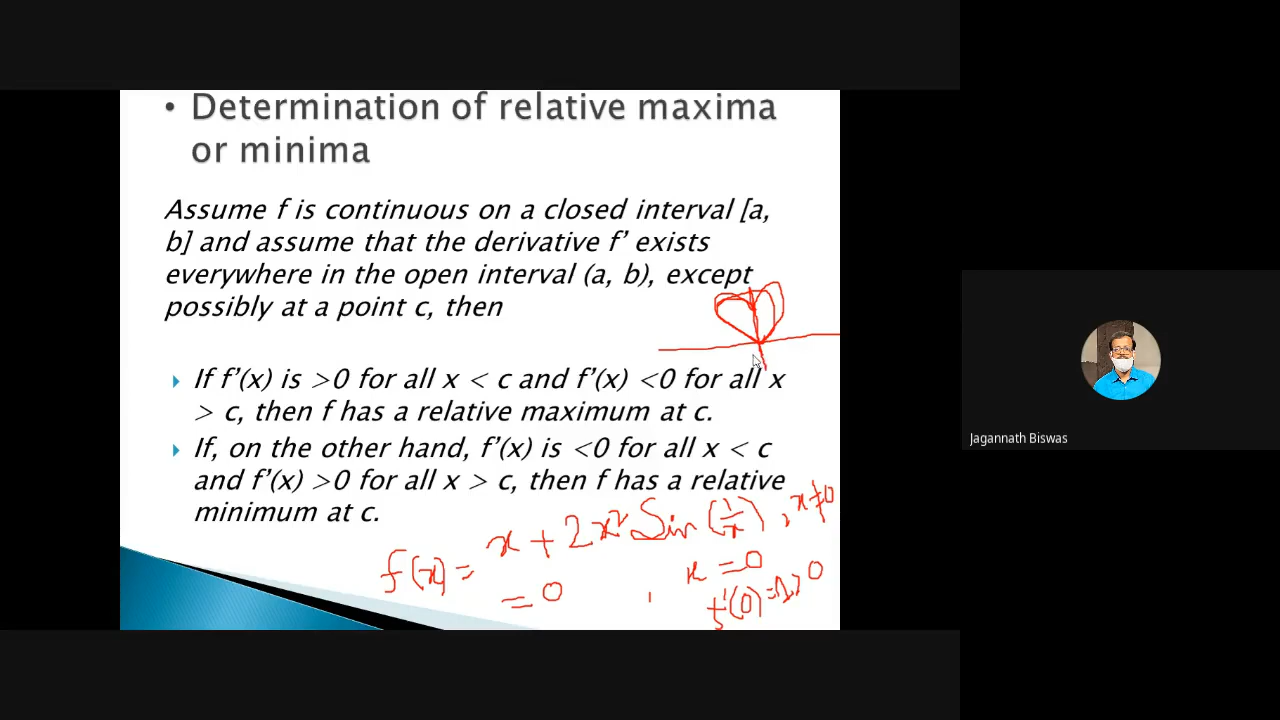 • Determination of relative maxima
or minima
Assume f is continuous on a closed interval [a,
b] and assume that the derivative f’ exists
everywhere in the open interval (a, b), except
possibly at a point c, then
If f’(x) is >0 for all x < c and f’(x) <0 for all x
> c, then f has a relative maximum at c.
If, on the other hand, f’(x) is <0 for all x < c
and f’(x) >0 for all x > c, then f has a relative
minimum at c.
f(x) = x + 2x² Sin (1/x), x≠0
= 0 , x = 0
f'(0) = 1 > 0
Jagannath Biswas